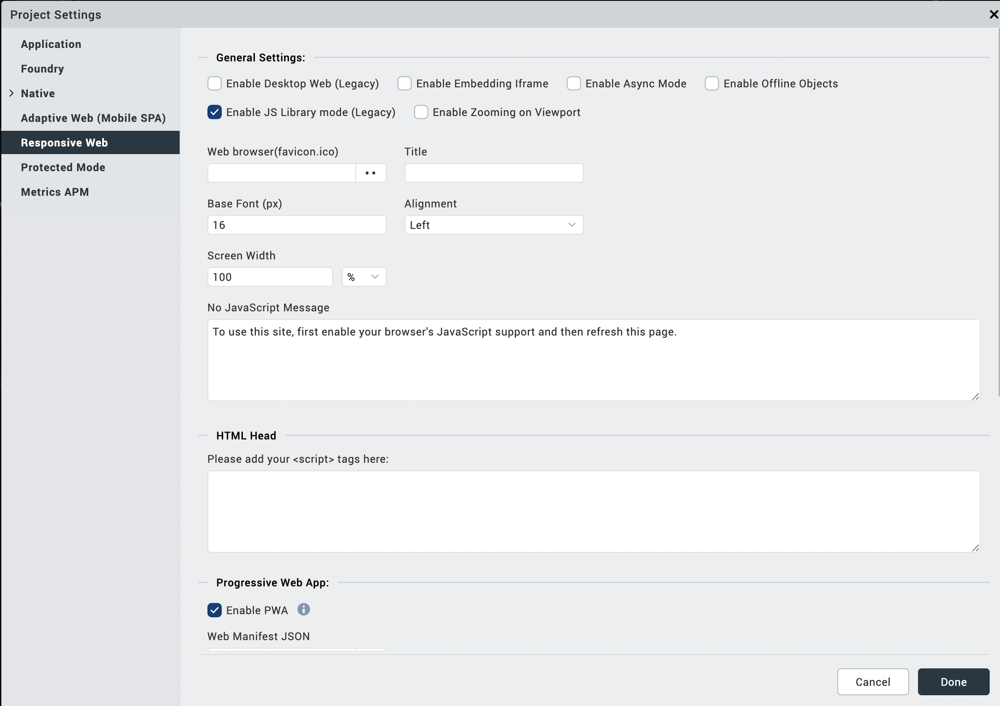 Project Settings
Application
Foundry
Native
Adaptive Web (Mobile SPA)
Responsive Web
Protected Mode
Metrics APM
General Settings:
Enable Desktop Web (Legacy) Enable Embedding Iframe Enable Async Mode Enable Offline Objects
Enable JS Library mode (Legacy) Enable Zooming on Viewport
Web browser(favicon.ico) Title
Base Font (px) Alignment
16 Left
Screen Width
100 %
No JavaScript Message
To use this site, first enable your browser's JavaScript support and then refresh this page.
HTML Head
Please add your <script> tags here:
Progressive Web App:
Enable PWA
Web Manifest JSON
Cancel Done